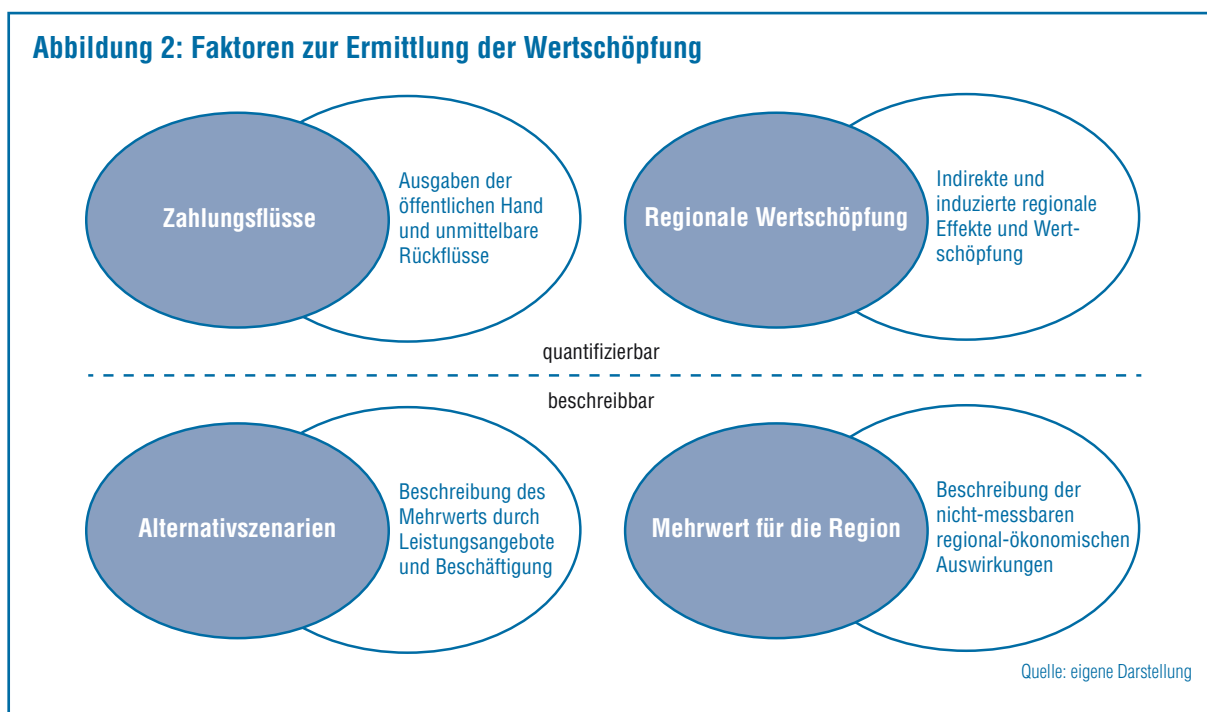 Abbildung 2: Faktoren zur Ermittlung der Wertschöpfung
Zahlungsflüsse
Ausgaben der
öffentlichen Hand
und unmittelbare
Rückflüsse
Regionale Wertschöpfung
Indirekte und
induzierte regionale
Effekte und Wert-
schöpfung
quantifizierbar
beschreibbar
Alternativszenarien
Beschreibung des
Mehrwerts durch
Leistungsangebote
und Beschäftigung
Mehrwert für die Region
Beschreibung der
nicht-messbaren
regional-ökonomischen
Auswirkungen
Quelle: eigene Darstellung